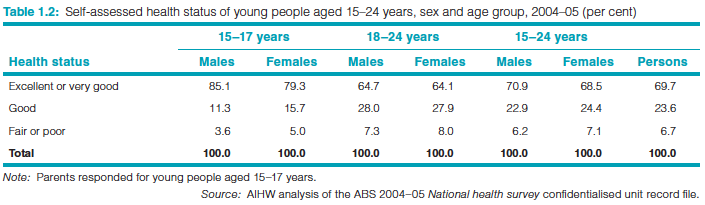 Table 1.2: Self-assessed health status of young people aged 15–24 years, sex and age group, 2004–05 (per cent)
15–17 years 18–24 years 15–24 years
Health status Males Females Males Females Males Females Persons
Excellent or very good 85.1 79.3 64.7 64.1 70.9 68.5 69.7
Good 11.3 15.7 28.0 27.9 22.9 24.4 23.6
Fair or poor 3.6 5.0 7.3 8.0 6.2 7.1 6.7
Total 100.0 100.0 100.0 100.0 100.0 100.0 100.0
Note: Parents responded for young people aged 15–17 years.
Source: AIHW analysis of the ABS 2004–05 National health survey confidentialised unit record file.